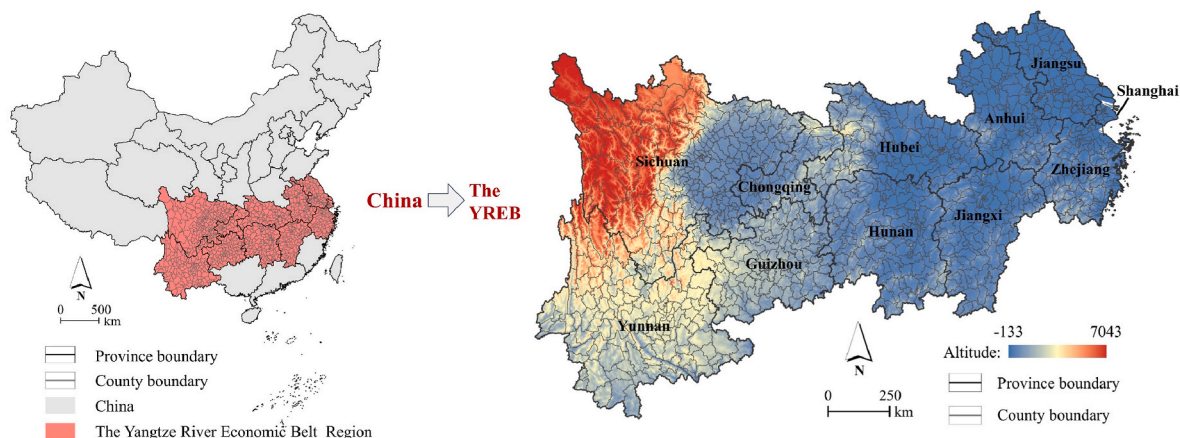 N
0 500
km
Province boundary
County boundary
China
The Yangtze River Economic Belt Region
China
The
YREB
Jiangsu
Shanghai
Anhui
Hubei
Sichuan
Zhejiang
Chongqing
Jiangxi
Hunan
Guizhou
Yunnan
N
-133 7043
Altitude:
0 250
km
Province boundary
County boundary